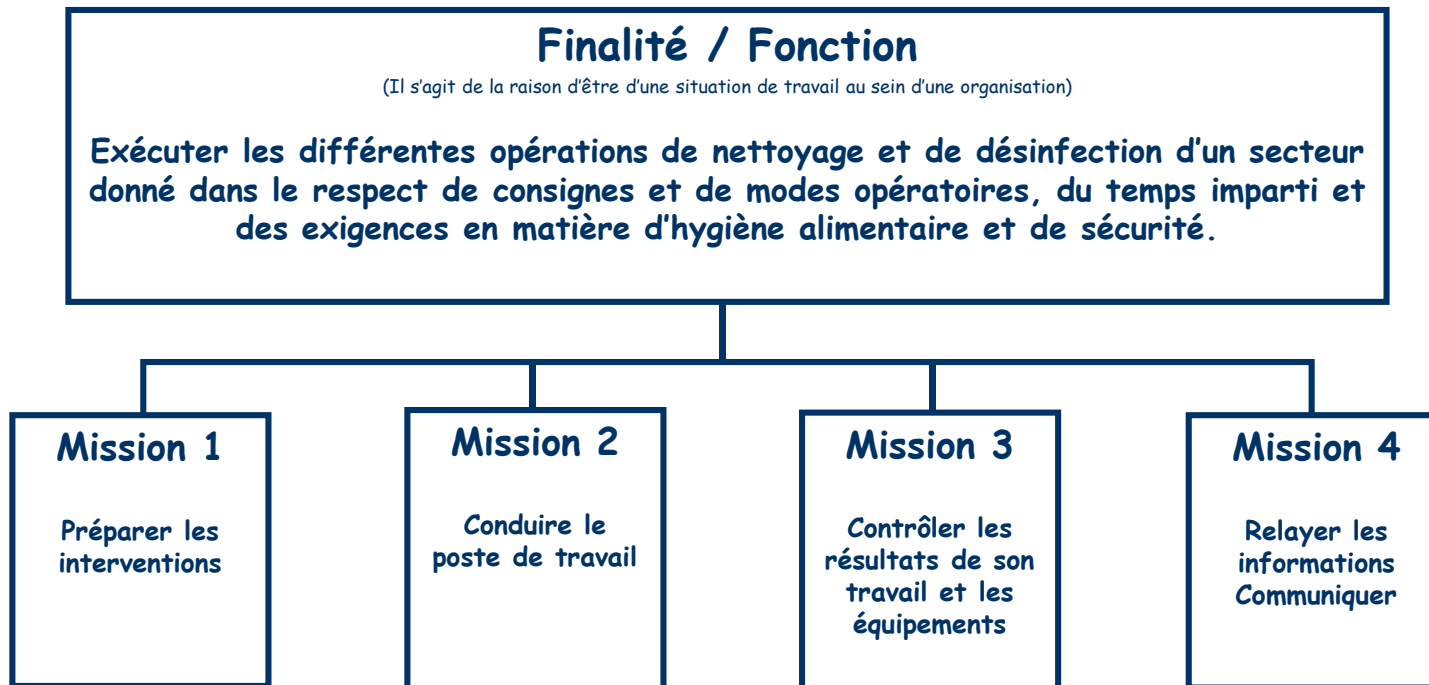 Finalité / Fonction
(Il s'agit de la raison d'être d'une situation de travail au sein d'une organisation)
Exécuter les différentes opérations de nettoyage et de désinfection d'un secteur
donné dans le respect de consignes et de modes opératoires, du temps imparti et
des exigences en matière d'hygiène alimentaire et de sécurité.
Mission 1
Préparer les
interventions
Mission 2
Conduire le
poste de travail
Mission 3
Contrôler les
résultats de son
travail et les
équipements
Mission 4
Relayer les
informations
Communiquer